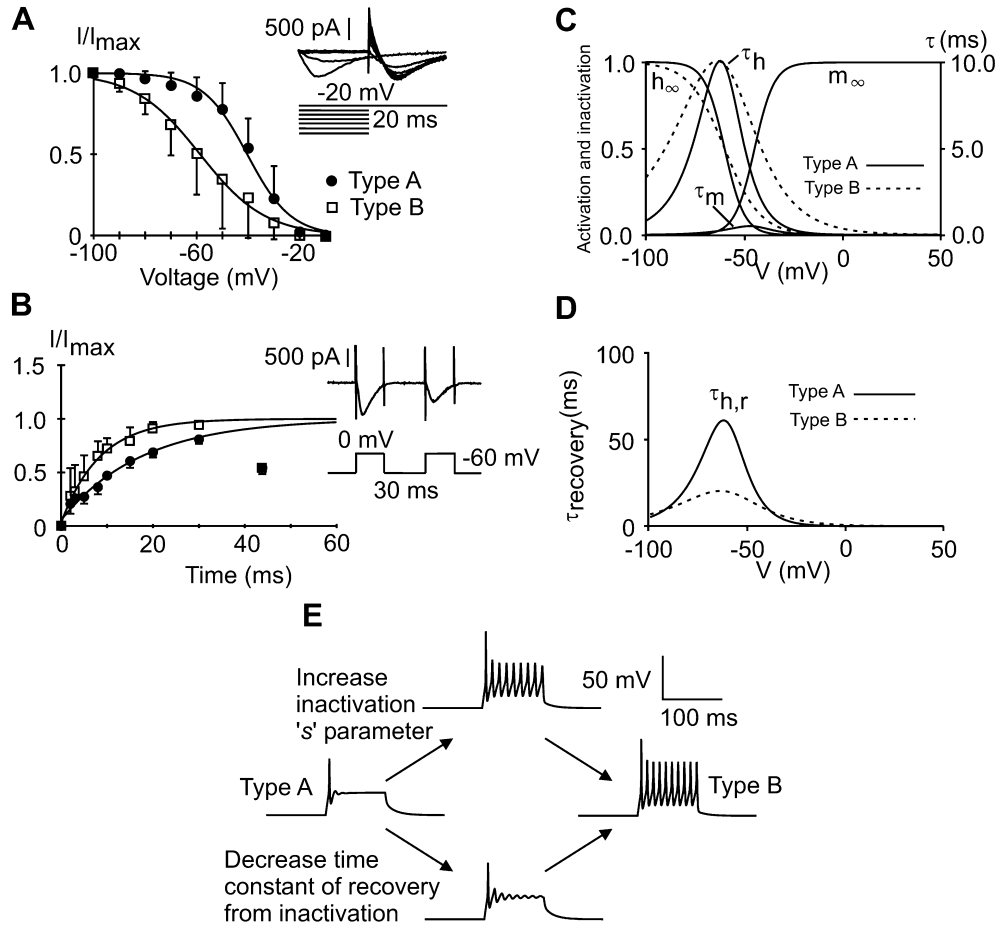 A
I/Imax
500 pA
1.0
0.5
0
-20 mV
20 ms
Type A
Type B
-100
-60
-20
Voltage (mV)
B
I/Imax
500 pA
1.5
1.0
0.5
0
0 mV
-60 mV
30 ms
0
20
40
60
Time (ms)
C
τ (ms)
Activation and inactivation
1.0
0.5
0.0
h∞
τh
m∞
τm
Type A
Type B
10.0
5.0
0.0
-100
-50
0
50
V (mV)
D
τrecovery(ms)
100
50
0
τh,r
Type A
Type B
-100
-50
0
50
V (mV)
E
Increase
inactivation
's' parameter
50 mV
100 ms
Type A
Type B
Decrease time
constant of recovery
from inactivation